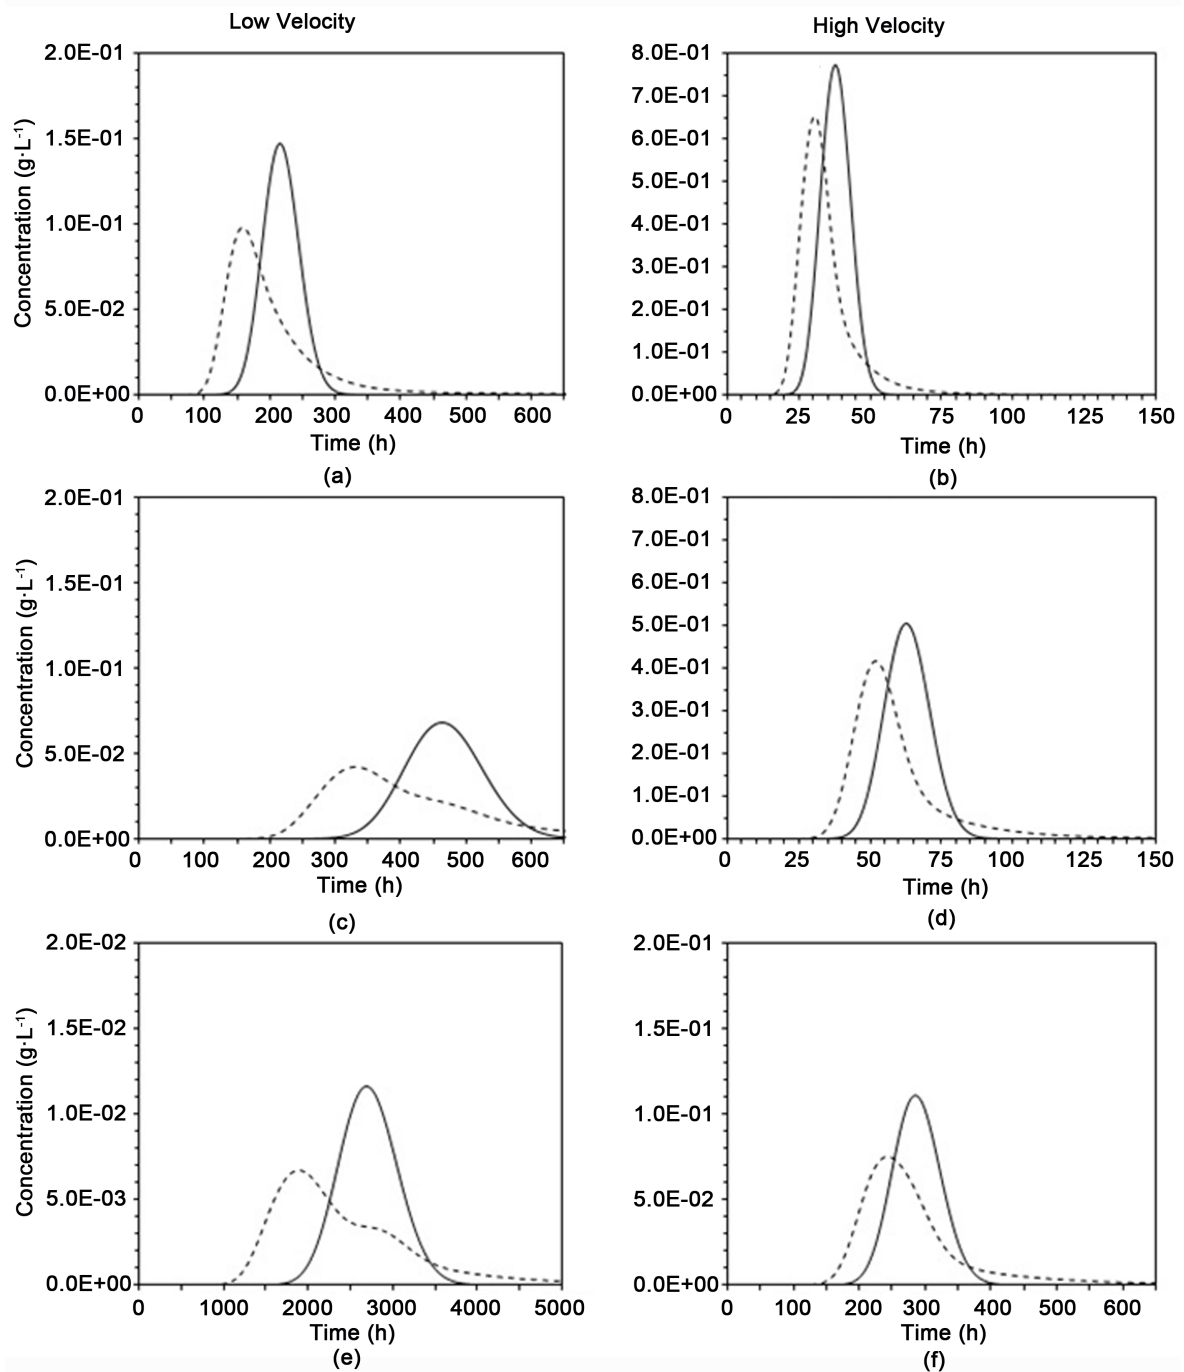 Low Velocity
High Velocity
2.0E-01
1.5E-01
1.0E-01
5.0E-02
0.0E+00
Concentration (g·L-1)
0 100 200 300 400 500 600
Time (h)
(a)
8.0E-01
7.0E-01
6.0E-01
5.0E-01
4.0E-01
3.0E-01
2.0E-01
1.0E-01
0.0E+00
0 25 50 75 100 125 150
Time (h)
(b)
2.0E-01
1.5E-01
1.0E-01
5.0E-02
0.0E+00
Concentration (g·L-1)
0 100 200 300 400 500 600
Time (h)
(c)
8.0E-01
7.0E-01
6.0E-01
5.0E-01
4.0E-01
3.0E-01
2.0E-01
1.0E-01
0.0E+00
0 25 50 75 100 125 150
Time (h)
(d)
2.0E-02
1.5E-02
1.0E-02
5.0E-03
0.0E+00
Concentration (g·L-1)
0 1000 2000 3000 4000 5000
Time (h)
(e)
2.0E-01
1.5E-01
1.0E-01
5.0E-02
0.0E+00
0 100 200 300 400 500 600
Time (h)
(f)